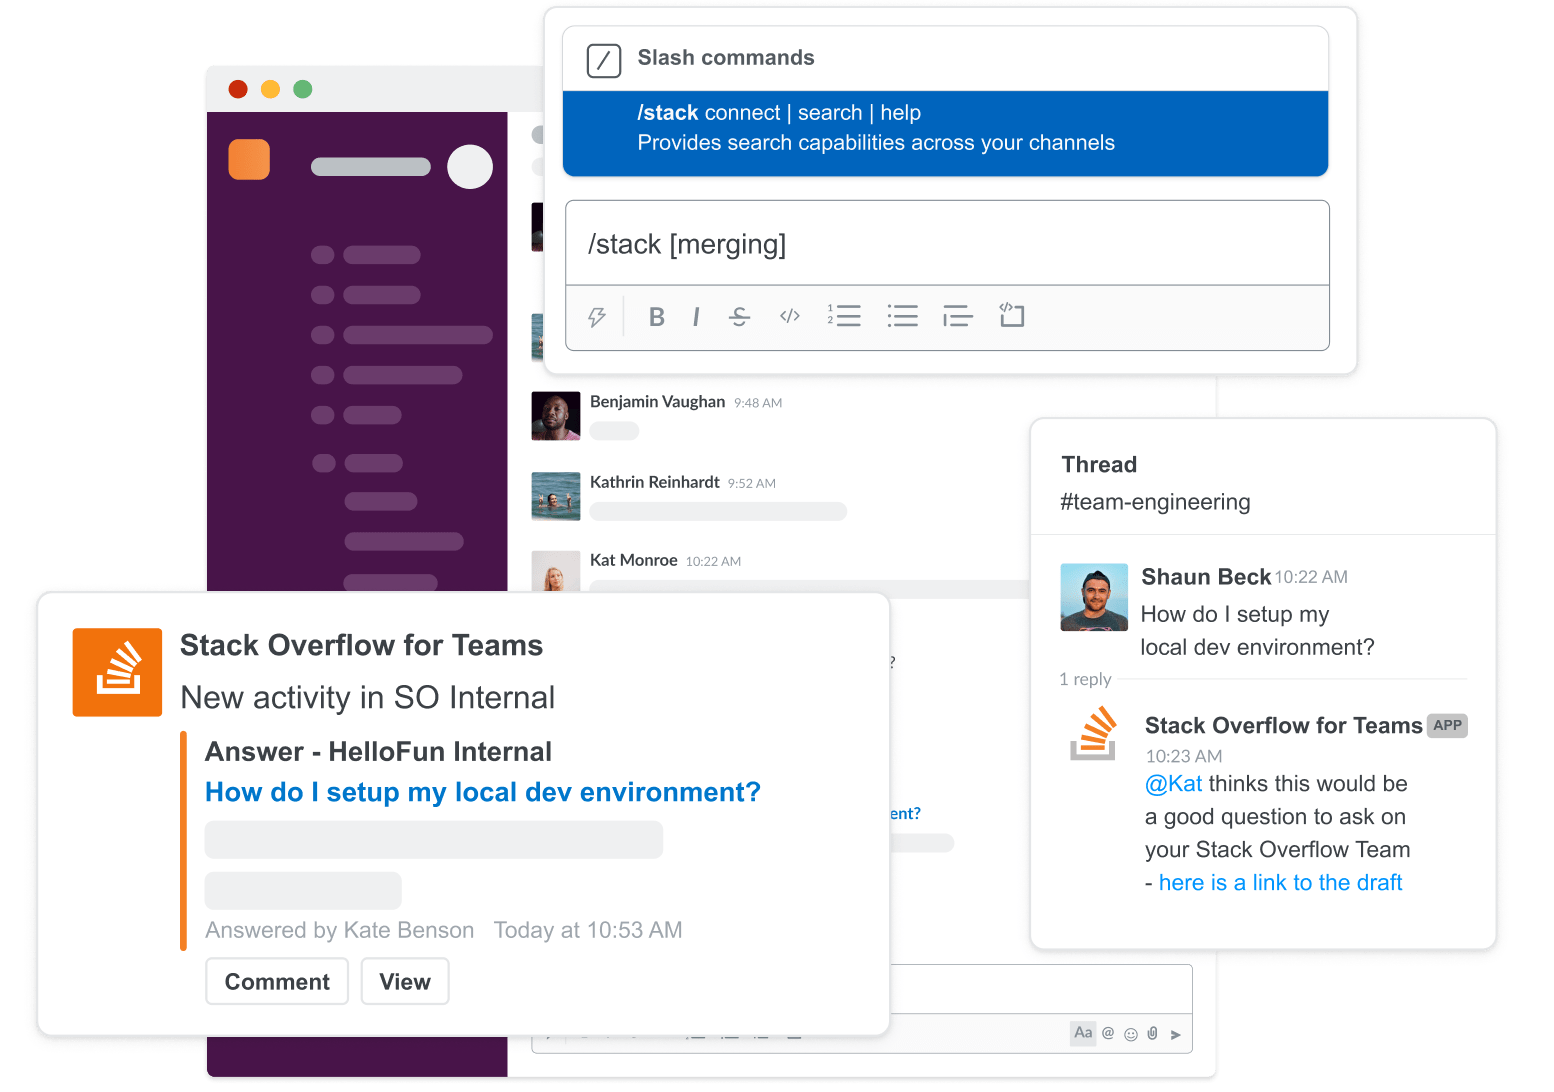 Slash commands
/stack connect | search | help
Provides search capabilities across your channels
/stack [merging]
B I S </> 1 2
</>
Benjamin Vaughan 9:48 AM
Kathrin Reinhardt 9:52 AM
Kat Monroe 10:22 AM
?
ent?
Thread
#team-engineering
Shaun Beck 10:22 AM
How do I setup my
local dev environment?
1 reply
Stack Overflow for Teams APP
10:23 AM
@Kat thinks this would be
a good question to ask on
your Stack Overflow Team
- here is a link to the draft
Stack Overflow for Teams
New activity in SO Internal
Answer - HelloFun Internal
How do I setup my local dev environment?
Answered by Kate Benson Today at 10:53 AM
Comment View
Aa @